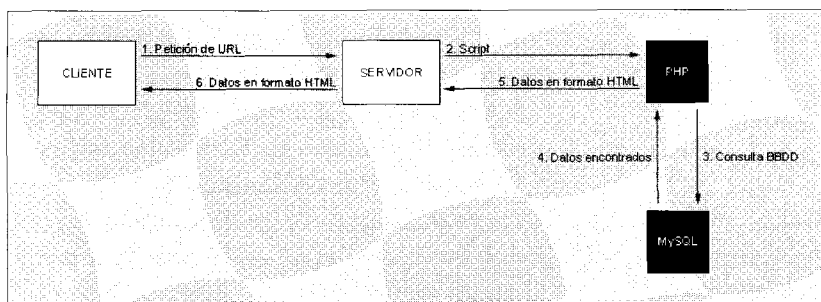 1. Petición de URL
2. Script
CLIENTE
SERVIDOR
PHP
6. Datos en formato HTML
5. Datos en formato HTML
4. Datos encontrados
3. Consulta BBDD
MySQL